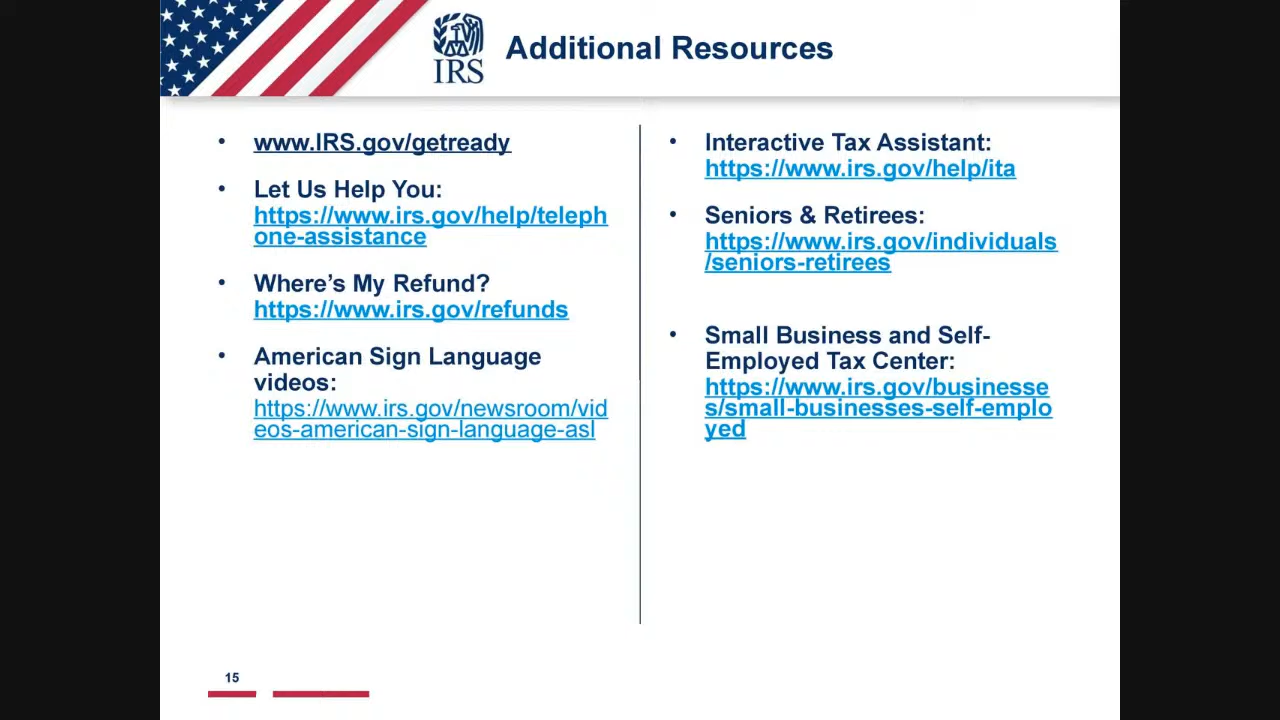 IRS
Additional Resources
• www.IRS.gov/getready
• Let Us Help You:
https://www.irs.gov/help/teleph
one-assistance
• Where’s My Refund?
https://www.irs.gov/refunds
• American Sign Language
videos:
https://www.irs.gov/newsroom/vid
eos-american-sign-language-asl
• Interactive Tax Assistant:
https://www.irs.gov/help/ita
• Seniors & Retirees:
https://www.irs.gov/individuals
/seniors-retirees
• Small Business and Self-
Employed Tax Center:
https://www.irs.gov/businesse
s/small-businesses-self-emplo
yed
15